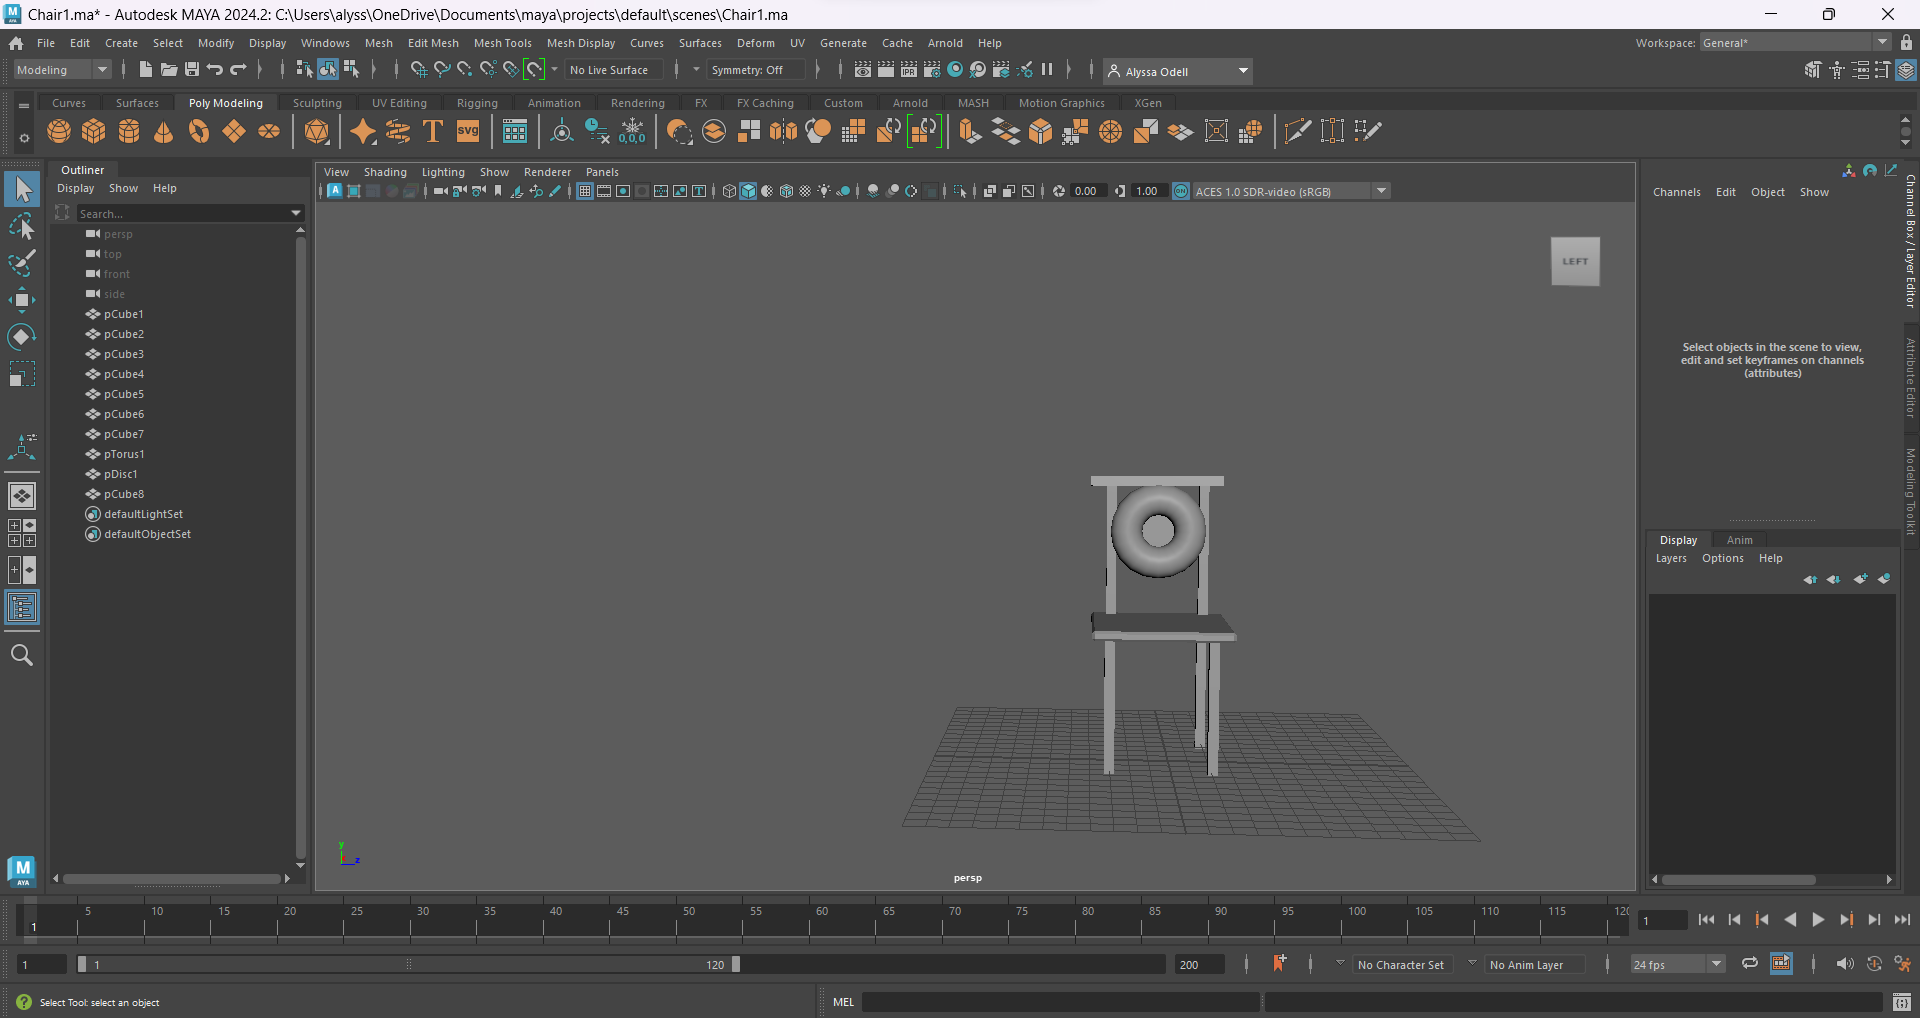 Chair1.ma* - Autodesk MAYA 2024.2: C:\Users\alyss\OneDrive\Documents\maya\projects\default\scenes\Chair1.ma
File Edit Create Select Modify Display Windows Mesh Edit Mesh Mesh Tools Mesh Display Curves Surfaces Deform UV Generate Cache Arnold Help
Workspace: General*
Modeling
No Live Surface
Symmetry: Off
IPR
Alyssa Odell
Curves Surfaces Poly Modeling Sculpting UV Editing Rigging Animation Rendering FX FX Caching Custom Arnold MASH Motion Graphics XGen
T
SVG
0,0,0
Outliner
Display Show Help
Search...
persp
top
front
side
pCube1
pCube2
pCube3
pCube4
pCube5
pCube6
pCube7
pTorus1
pDisc1
pCube8
defaultLightSet
defaultObjectSet
View Shading Lighting Show Renderer Panels
0.00
1.00
ON
ACES 1.0 SDR-video (sRGB)
LEFT
y
z
persp
Channels Edit Object Show
Select objects in the scene to view,
edit and set keyframes on channels
(attributes)
Channel Box / Layer Editor
Attribute Editor
Modeling Toolkit
Display Anim
Layers Options Help
M
AYA
1
5 10 15 20 25 30 35 40 45 50 55 60 65 70 75 80 85 90 95 100 105 110 115 120
1
1
1
120
200
No Character Set
No Anim Layer
24 fps
Select Tool: select an object
MEL